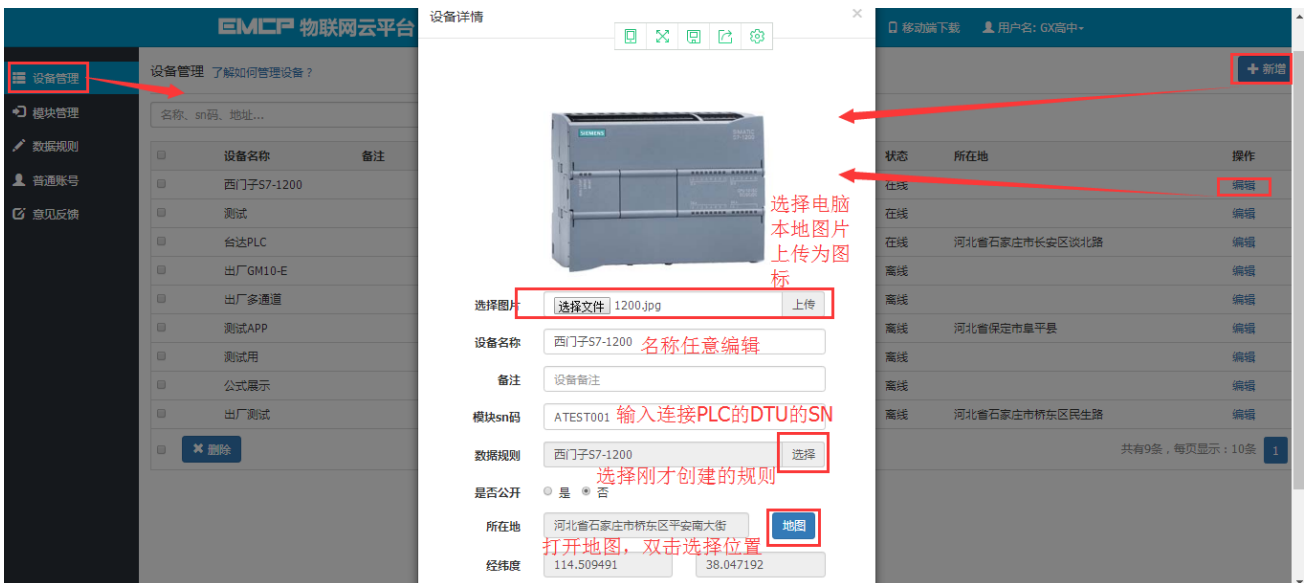 EMCP 物联网云平台
移动端下载
用户名: GX高中
设备管理
模块管理
数据规则
普通账号
意见反馈
设备管理 了解如何管理设备？
新增
名称、sn码、地址...
设备名称 备注 状态 所在地 操作
西门子S7-1200 在线 编辑
测试 在线 编辑
台达PLC 在线 河北省石家庄市长安区谈北路 编辑
出厂GM10-E 离线 编辑
出厂多通道 离线 编辑
测试APP 离线 河北省保定市阜平县 编辑
测试用 离线 编辑
公式展示 离线 编辑
出厂测试 离线 河北省石家庄市桥东区民生路 编辑
删除
共有9条，每页显示：10条 1
设备详情
SIEMENS
SIMATIC
S7-1200
选择电脑
本地图片
上传为图
标
选择图片 选择文件 1200.jpg 上传
设备名称 西门子S7-1200 名称任意编辑
备注 设备备注
模块sn码 ATEST001 输入连接PLC的DTU的SN
数据规则 西门子S7-1200 选择
选择刚才创建的规则
是否公开 是 否
所在地 河北省石家庄市桥东区平安南大街 地图
打开地图，双击选择位置
经纬度 114.509491 38.047192